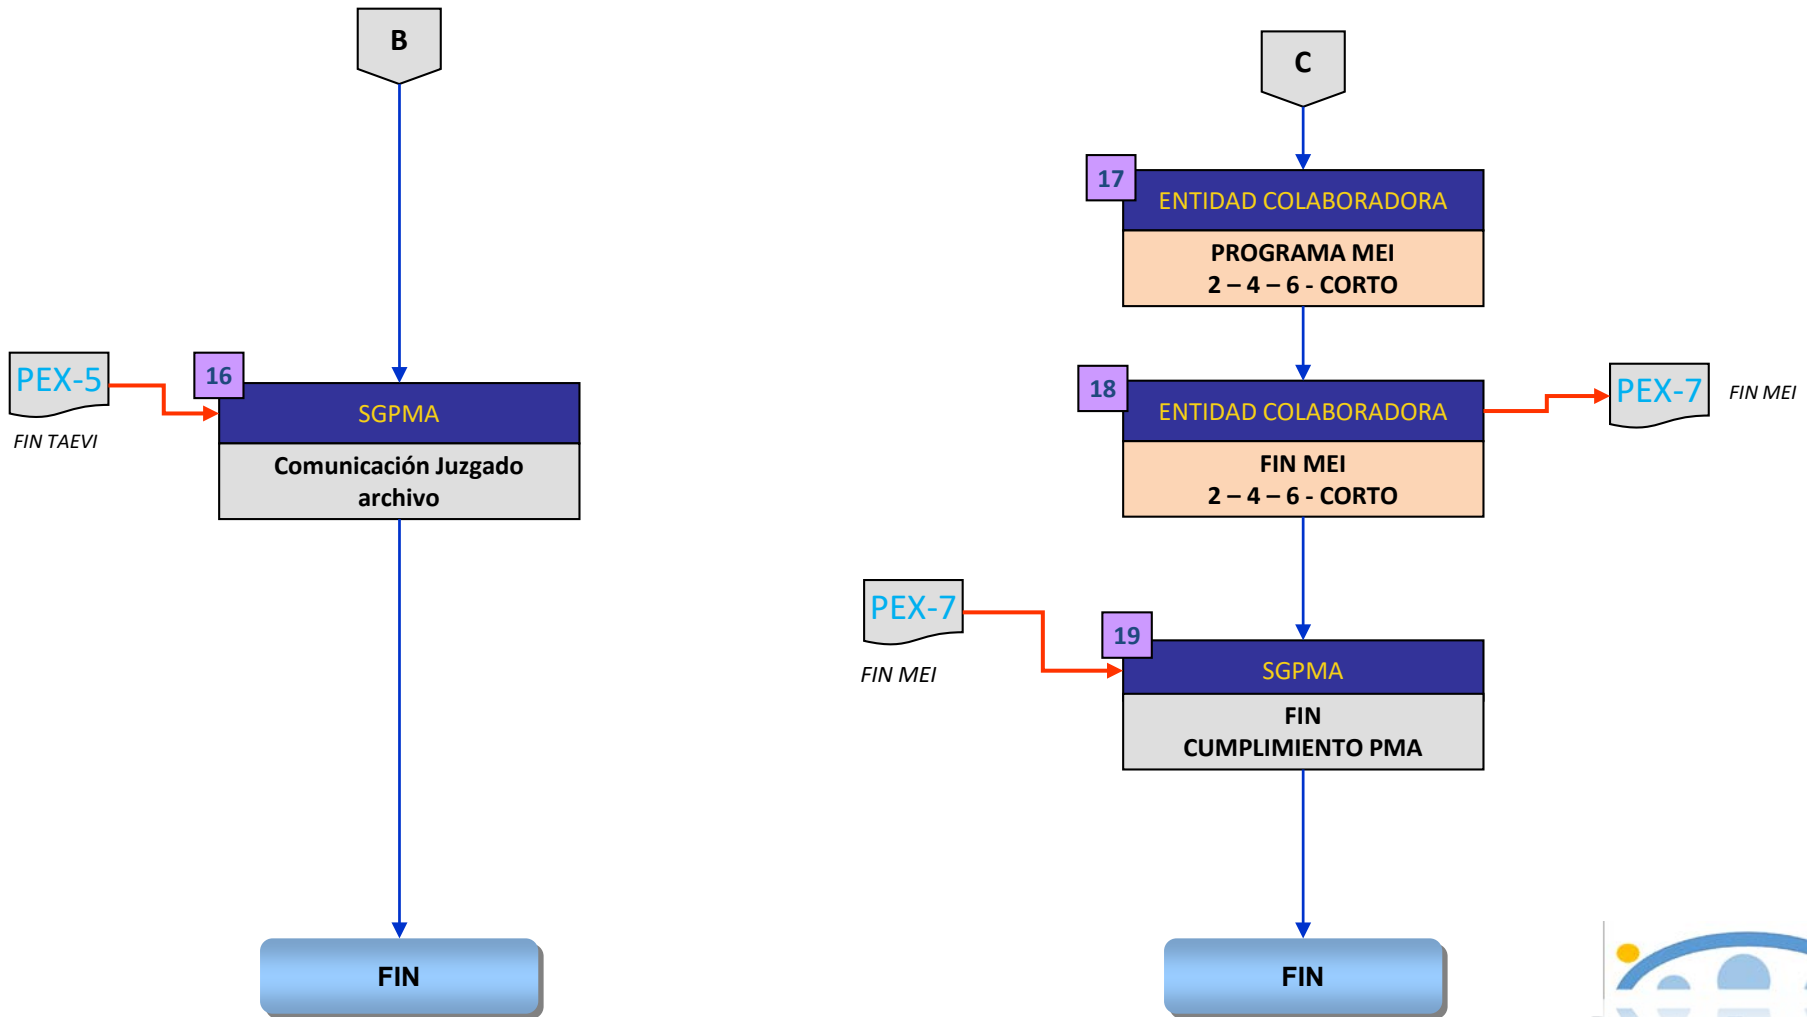 B
PEX-5
FIN TAEVI
16
SGPMA
Comunicación Juzgado
archivo
FIN
C
17
ENTIDAD COLABORADORA
PROGRAMA MEI
2 – 4 – 6 - CORTO
18
ENTIDAD COLABORADORA
FIN MEI
2 – 4 – 6 - CORTO
PEX-7
FIN MEI
PEX-7
FIN MEI
19
SGPMA
FIN
CUMPLIMIENTO PMA
FIN